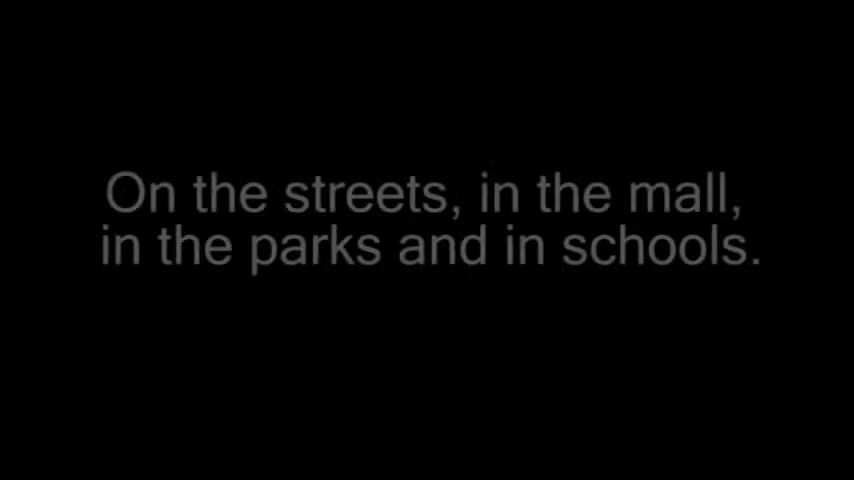 On the streets, in the mall,
in the parks and in schools.